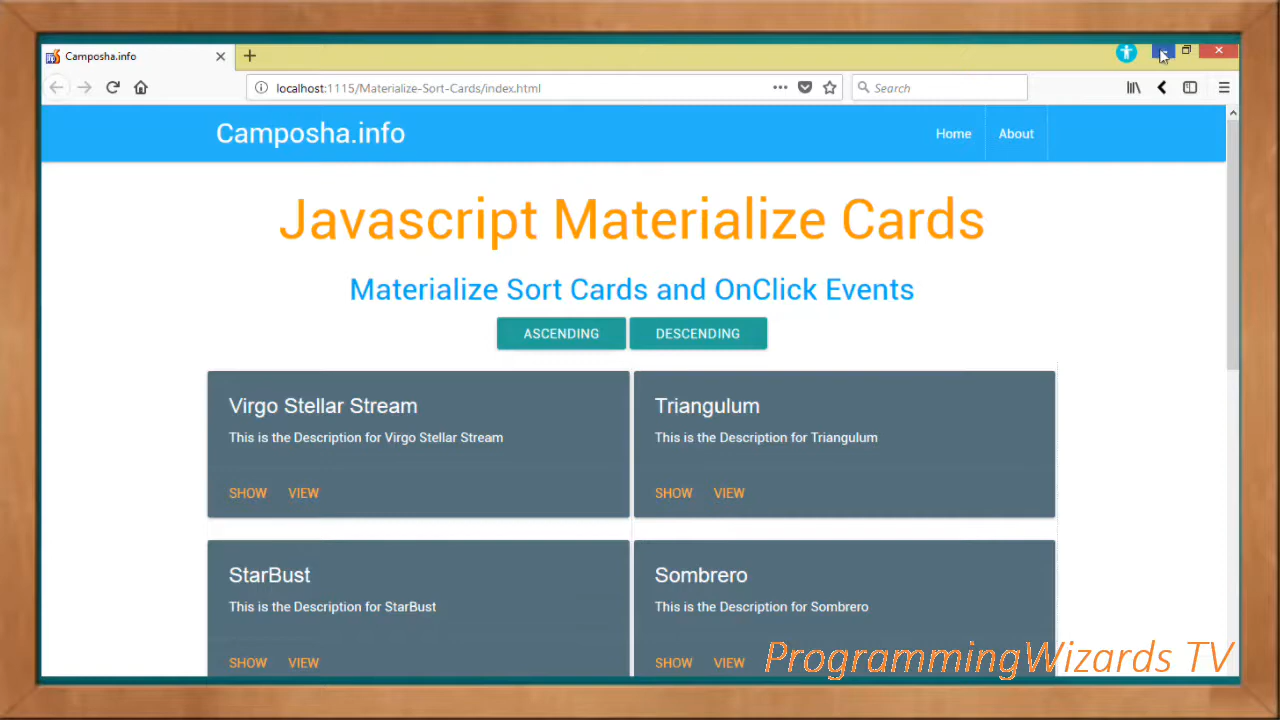 Camposha.info
localhost:1115/Materialize-Sort-Cards/index.html
Search
Camposha.info
Home
About
Javascript Materialize Cards
Materialize Sort Cards and OnClick Events
ASCENDING
DESCENDING
Virgo Stellar Stream
This is the Description for Virgo Stellar Stream
SHOW VIEW
Triangulum
This is the Description for Triangulum
SHOW VIEW
StarBust
This is the Description for StarBust
SHOW VIEW
Sombrero
This is the Description for Sombrero
SHOW VIEW
ProgrammingWizards TV